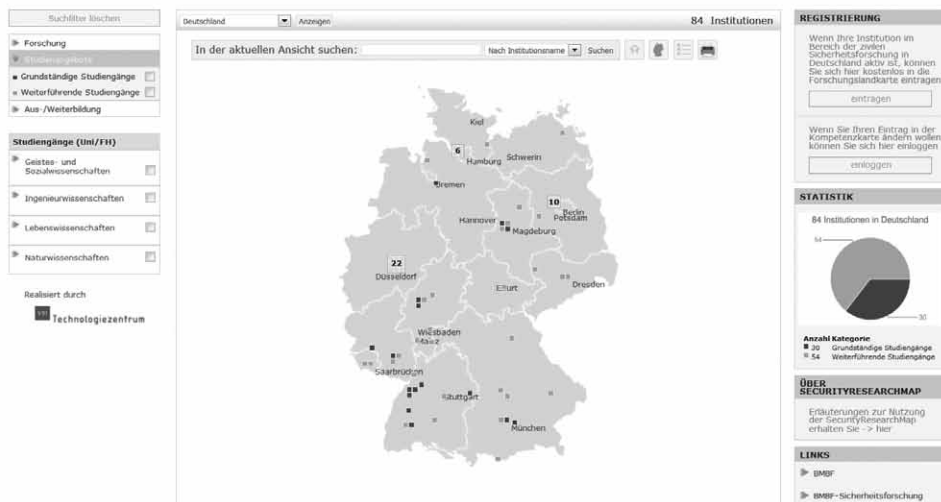 Suchfilter löschen
Forschung
Studienangebote
Grundständige Studiengänge
Weiterführende Studiengänge
Aus-/Weiterbildung
Studiengänge (Uni/FH)
Geistes- und
Sozialwissenschaften
Ingenieurwissenschaften
Lebenswissenschaften
Naturwissenschaften
Realisiert durch
VDI Technologiezentrum
Deutschland Anzeigen 84 Institutionen
In der aktuellen Ansicht suchen: Nach Institutionsname Suchen
Kiel
6
Hamburg Schwerin
Bremen
10
Berlin
Hannover Potsdam
Magdeburg
22
Düsseldorf
Erfurt Dresden
Wiesbaden
Mainz
Saarbrücken
Stuttgart
München
REGISTRIERUNG
Wenn Ihre Institution im
Bereich der zivilen
Sicherheitsforschung in
Deutschland aktiv ist, können
Sie sich hier kostenlos in die
Forschungslandkarte eintragen
eintragen
Wenn Sie Ihren Eintrag in der
Kompetenzkarte ändern wollen
können Sie sich hier einloggen
einloggen
STATISTIK
84 Institutionen in Deutschland
54
30
Anzahl Kategorie
30 Grundständige Studiengänge
54 Weiterführende Studiengänge
ÜBER
SECURITYRESEARCHMAP
Erläuterungen zur Nutzung
der SecurityResearchMap
erhalten Sie -> hier
LINKS
BMBF
BMBF-Sicherheitsforschung